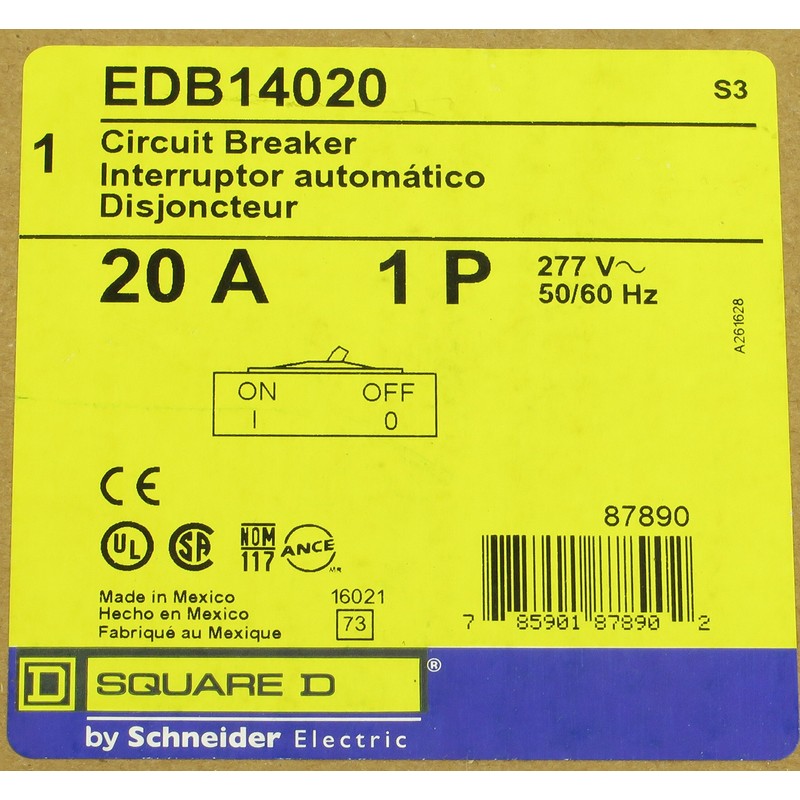 EDB14020
S3
1
Circuit Breaker
Interruptor automático
Disjoncteur
20 A 1 P 277 V~
50/60 Hz
A261628
ON OFF
I 0
CE
UL SA NOM 117 ANCE MR
87890
Made in Mexico 16021
Hecho en Mexico 73
Fabriqué au Mexique
7 85901 87890 2
D SQUARE D ®
by Schneider Electric